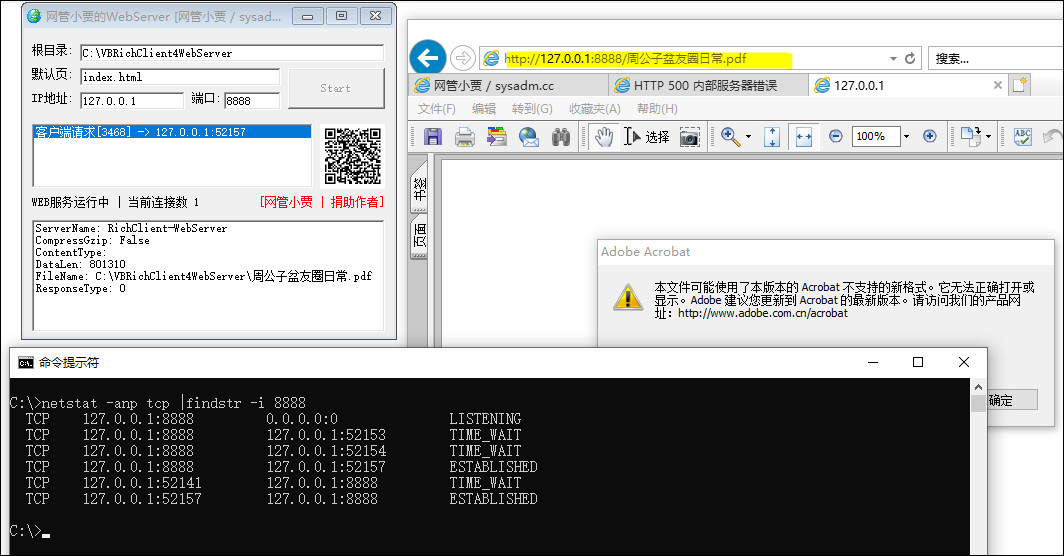 网管小贾的WebServer [网管小贾 / sysadm...
根目录: C:\VBRichClient4WebServer
默认页: index.html
IP地址: 127.0.0.1 端口: 8888
Start
客户端请求[3468] -> 127.0.0.1:52157
WEB服务运行中 | 当前连接数 1 [网管小贾 | 捐助作者]
ServerName: RichClient-WebServer
CompressGzip: False
ContentType:
DataLen: 801310
FileName: C:\VBRichClient4WebServer\周公子盆友圈日常.pdf
ResponseType: 0
http://127.0.0.1:8888/周公子盆友圈日常.pdf
搜索...
网管小贾 / sysadm.cc
HTTP 500 内部服务器错误
127.0.0.1
文件(F) 编辑 转到(G) 收藏夹(A) 帮助(H)
选择
100%
ABC
书签
页面
Adobe Acrobat
本文件可能使用了本版本的 Acrobat 不支持的新格式。它无法正确打开或
显示。Adobe 建议您更新到 Acrobat 的最新版本。请访问我们的产品网
址：http://www.adobe.com.cn/acrobat
确定
命令提示符
C:\>netstat -anp tcp |findstr -i 8888
TCP 127.0.0.1:8888 0.0.0.0:0 LISTENING
TCP 127.0.0.1:8888 127.0.0.1:52153 TIME_WAIT
TCP 127.0.0.1:8888 127.0.0.1:52154 TIME_WAIT
TCP 127.0.0.1:8888 127.0.0.1:52157 ESTABLISHED
TCP 127.0.0.1:52141 127.0.0.1:8888 TIME_WAIT
TCP 127.0.0.1:52157 127.0.0.1:8888 ESTABLISHED
C:\>